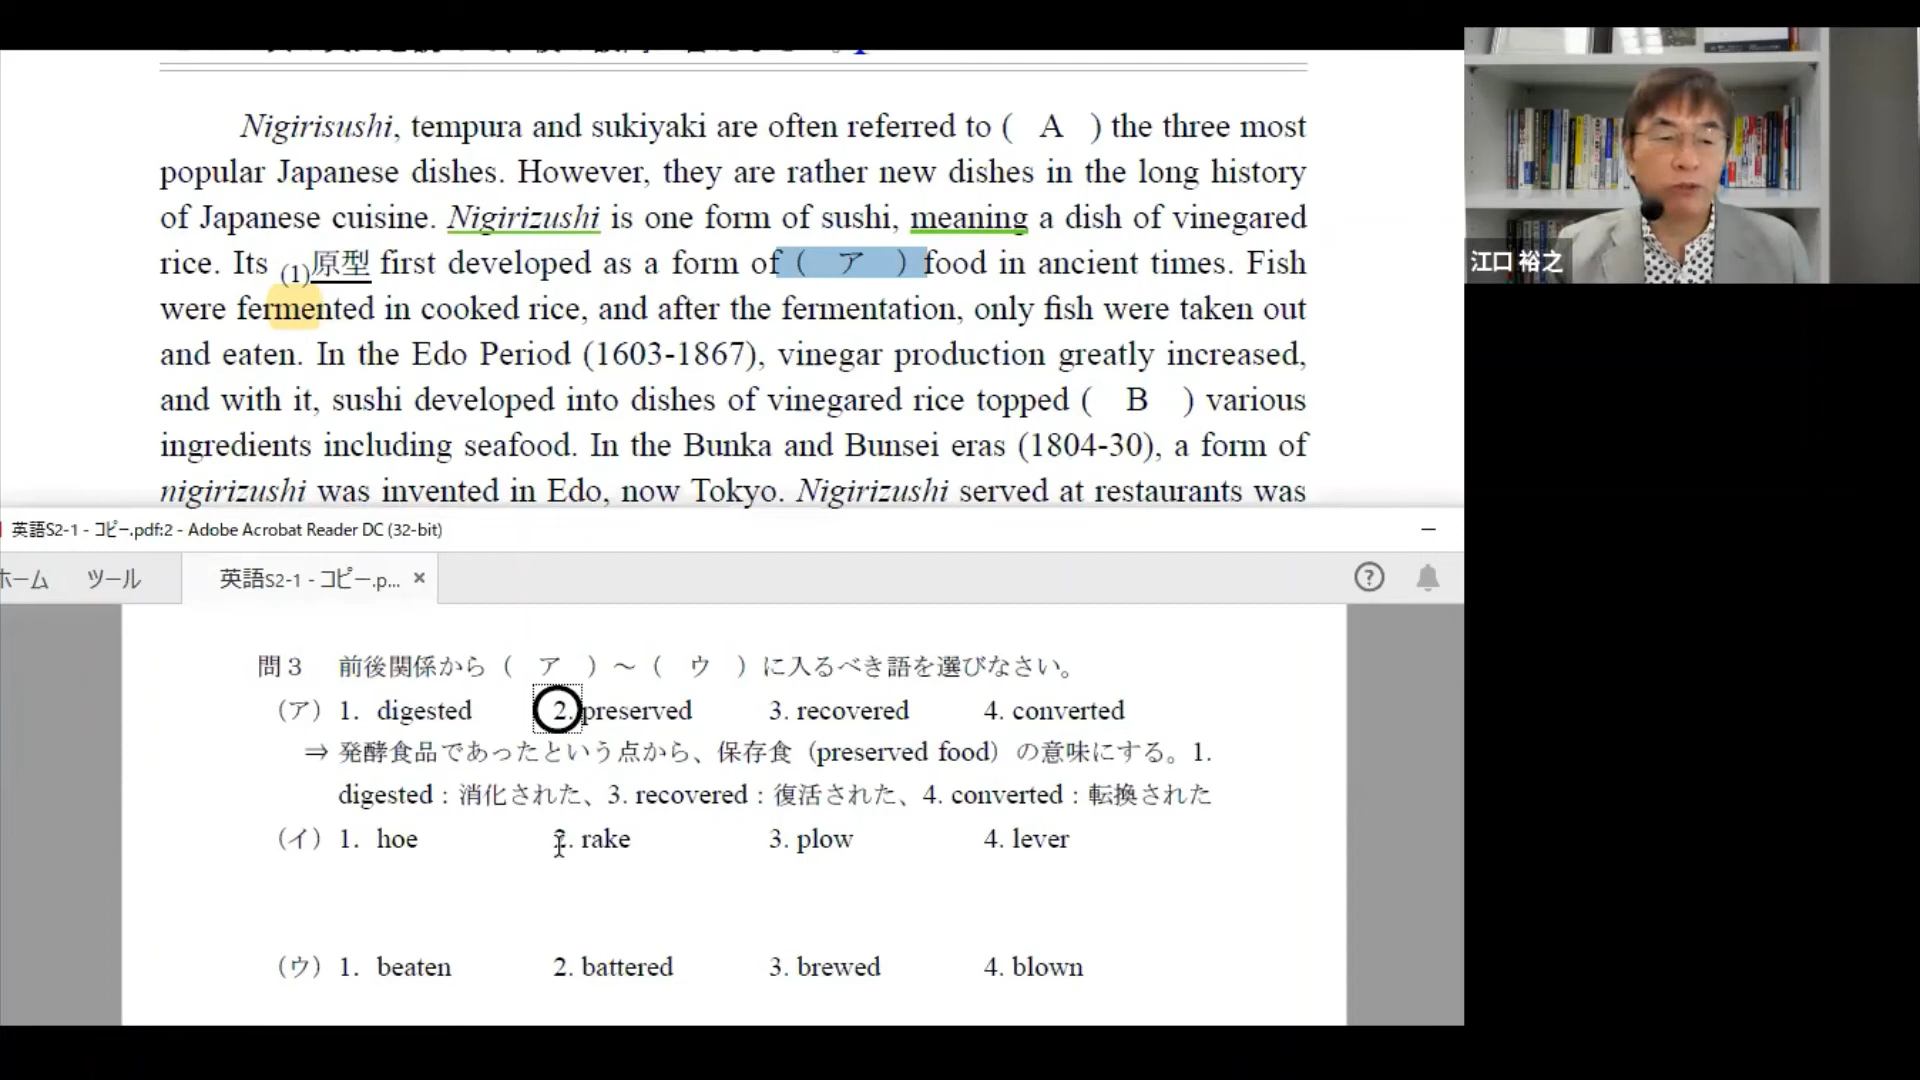 Nigirisushi, tempura and sukiyaki are often referred to (　A　) the three most
popular Japanese dishes. However, they are rather new dishes in the long history
of Japanese cuisine. Nigirizushi is one form of sushi, meaning a dish of vinegared
rice. Its (1)原型 first developed as a form of (　ア　) food in ancient times. Fish
were fermented in cooked rice, and after the fermentation, only fish were taken out
and eaten. In the Edo Period (1603-1867), vinegar production greatly increased,
and with it, sushi developed into dishes of vinegared rice topped (　B　) various
ingredients including seafood. In the Bunka and Bunsei eras (1804-30), a form of
nigirizushi was invented in Edo, now Tokyo. Nigirizushi served at restaurants was
江口 裕之
英語S2-1 - コピー.pdf:2 - Adobe Acrobat Reader DC (32-bit)
ホーム ツール 英語S2-1 - コピー.p... ×
問３　前後関係から（　ア　）～（　ウ　）に入るべき語を選びなさい。
（ア）1. digested 2. preserved 3. recovered 4. converted
⇒ 発酵食品であったという点から、保存食（preserved food）の意味にする。1.
digested：消化された、3. recovered：復活された、4. converted：転換された
（イ）1. hoe 2. rake 3. plow 4. lever
（ウ）1. beaten 2. battered 3. brewed 4. blown